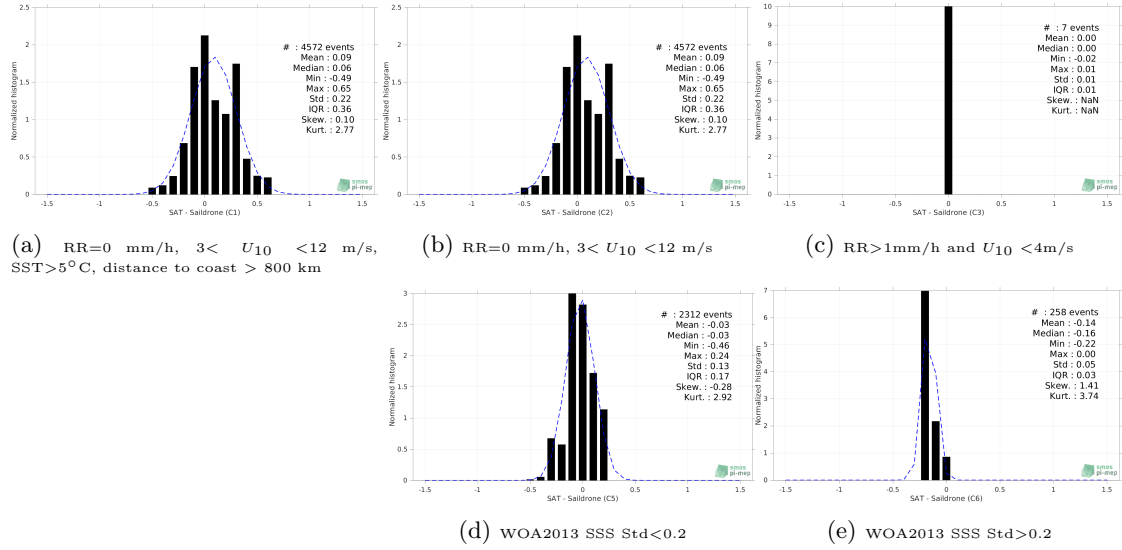 2.5
2
1.5
1
0.5
0
Normalized histogram
-1.5 -1 -0.5 0 0.5 1 1.5
SAT - Saildrone (C1)
# : 4572 events
Mean : 0.09
Median : 0.06
Min : -0.49
Max : 0.65
Std : 0.22
IQR : 0.36
Skew. : 0.10
Kurt. : 2.77
smos
pi-mep
2.5
2
1.5
1
0.5
0
Normalized histogram
-1.5 -1 -0.5 0 0.5 1 1.5
SAT - Saildrone (C2)
# : 4572 events
Mean : 0.09
Median : 0.06
Min : -0.49
Max : 0.65
Std : 0.22
IQR : 0.36
Skew. : 0.10
Kurt. : 2.77
smos
pi-mep
10
9
8
7
6
5
4
3
2
1
0
Normalized histogram
-1.5 -1 -0.5 0 0.5 1 1.5
SAT - Saildrone (C3)
# : 7 events
Mean : 0.00
Median : 0.00
Min : -0.02
Max : 0.01
Std : 0.01
IQR : 0.01
Skew. : NaN
Kurt. : NaN
smos
pi-mep
(a) RR=0 mm/h, 3< U10 <12 m/s,
SST>5°C, distance to coast > 800 km
(b) RR=0 mm/h, 3< U10 <12 m/s
(c) RR>1mm/h and U10 <4m/s
3
2.5
2
1.5
1
0.5
0
Normalized histogram
-1.5 -1 -0.5 0 0.5 1 1.5
SAT - Saildrone (C5)
# : 2312 events
Mean : -0.03
Median : -0.03
Min : -0.46
Max : 0.24
Std : 0.13
IQR : 0.17
Skew. : -0.28
Kurt. : 2.92
smos
pi-mep
7
6
5
4
3
2
1
0
Normalized histogram
-1.5 -1 -0.5 0 0.5 1 1.5
SAT - Saildrone (C6)
# : 258 events
Mean : -0.14
Median : -0.16
Min : -0.22
Max : 0.00
Std : 0.05
IQR : 0.03
Skew. : 1.41
Kurt. : 3.74
smos
pi-mep
(d) WOA2013 SSS Std<0.2
(e) WOA2013 SSS Std>0.2